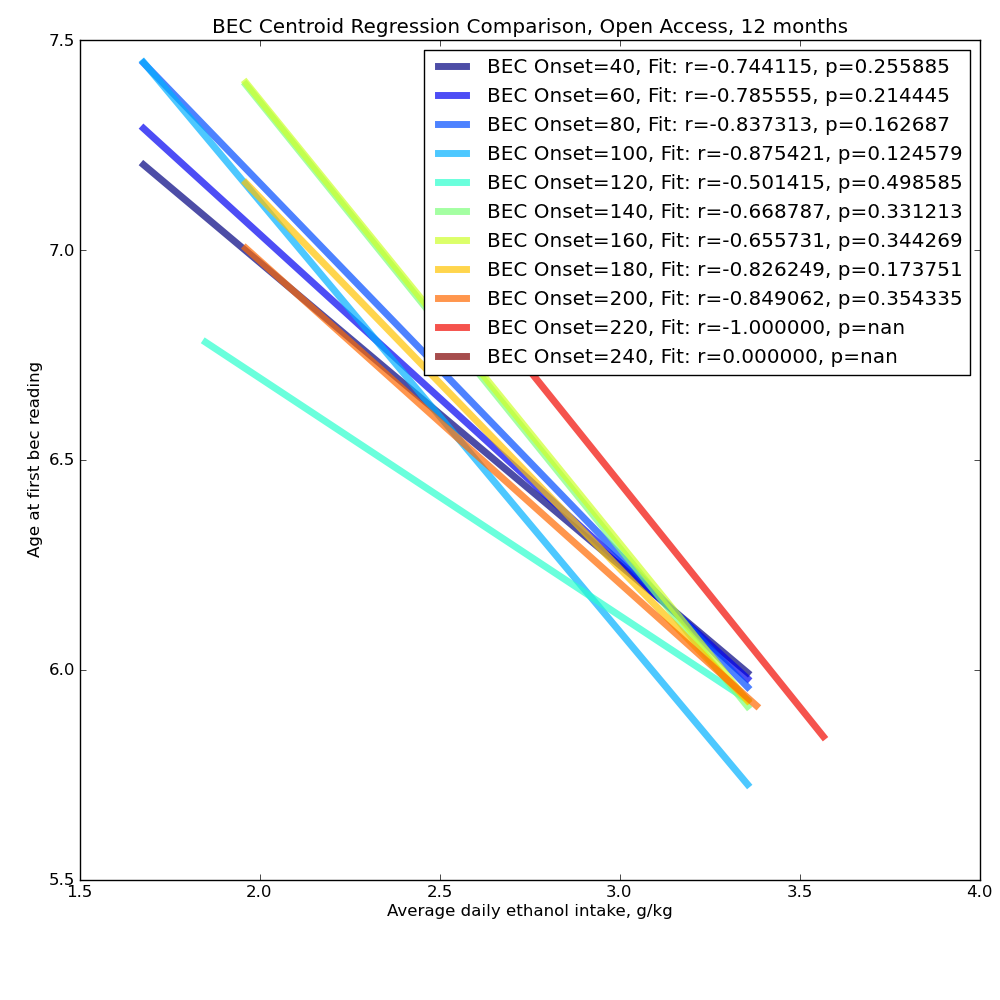 BEC Centroid Regression Comparison, Open Access, 12 months
7.5
BEC Onset=40, Fit: r=-0.744115, p=0.255885
BEC Onset=60, Fit: r=-0.785555, p=0.214445
BEC Onset=80, Fit: r=-0.837313, p=0.162687
BEC Onset=100, Fit: r=-0.875421, p=0.124579
BEC Onset=120, Fit: r=-0.501415, p=0.498585
BEC Onset=140, Fit: r=-0.668787, p=0.331213
BEC Onset=160, Fit: r=-0.655731, p=0.344269
BEC Onset=180, Fit: r=-0.826249, p=0.173751
BEC Onset=200, Fit: r=-0.849062, p=0.354335
BEC Onset=220, Fit: r=-1.000000, p=nan
BEC Onset=240, Fit: r=0.000000, p=nan
7.0
6.5
6.0
5.5
Age at first bec reading
1.5 2.0 2.5 3.0 3.5 4.0
Average daily ethanol intake, g/kg